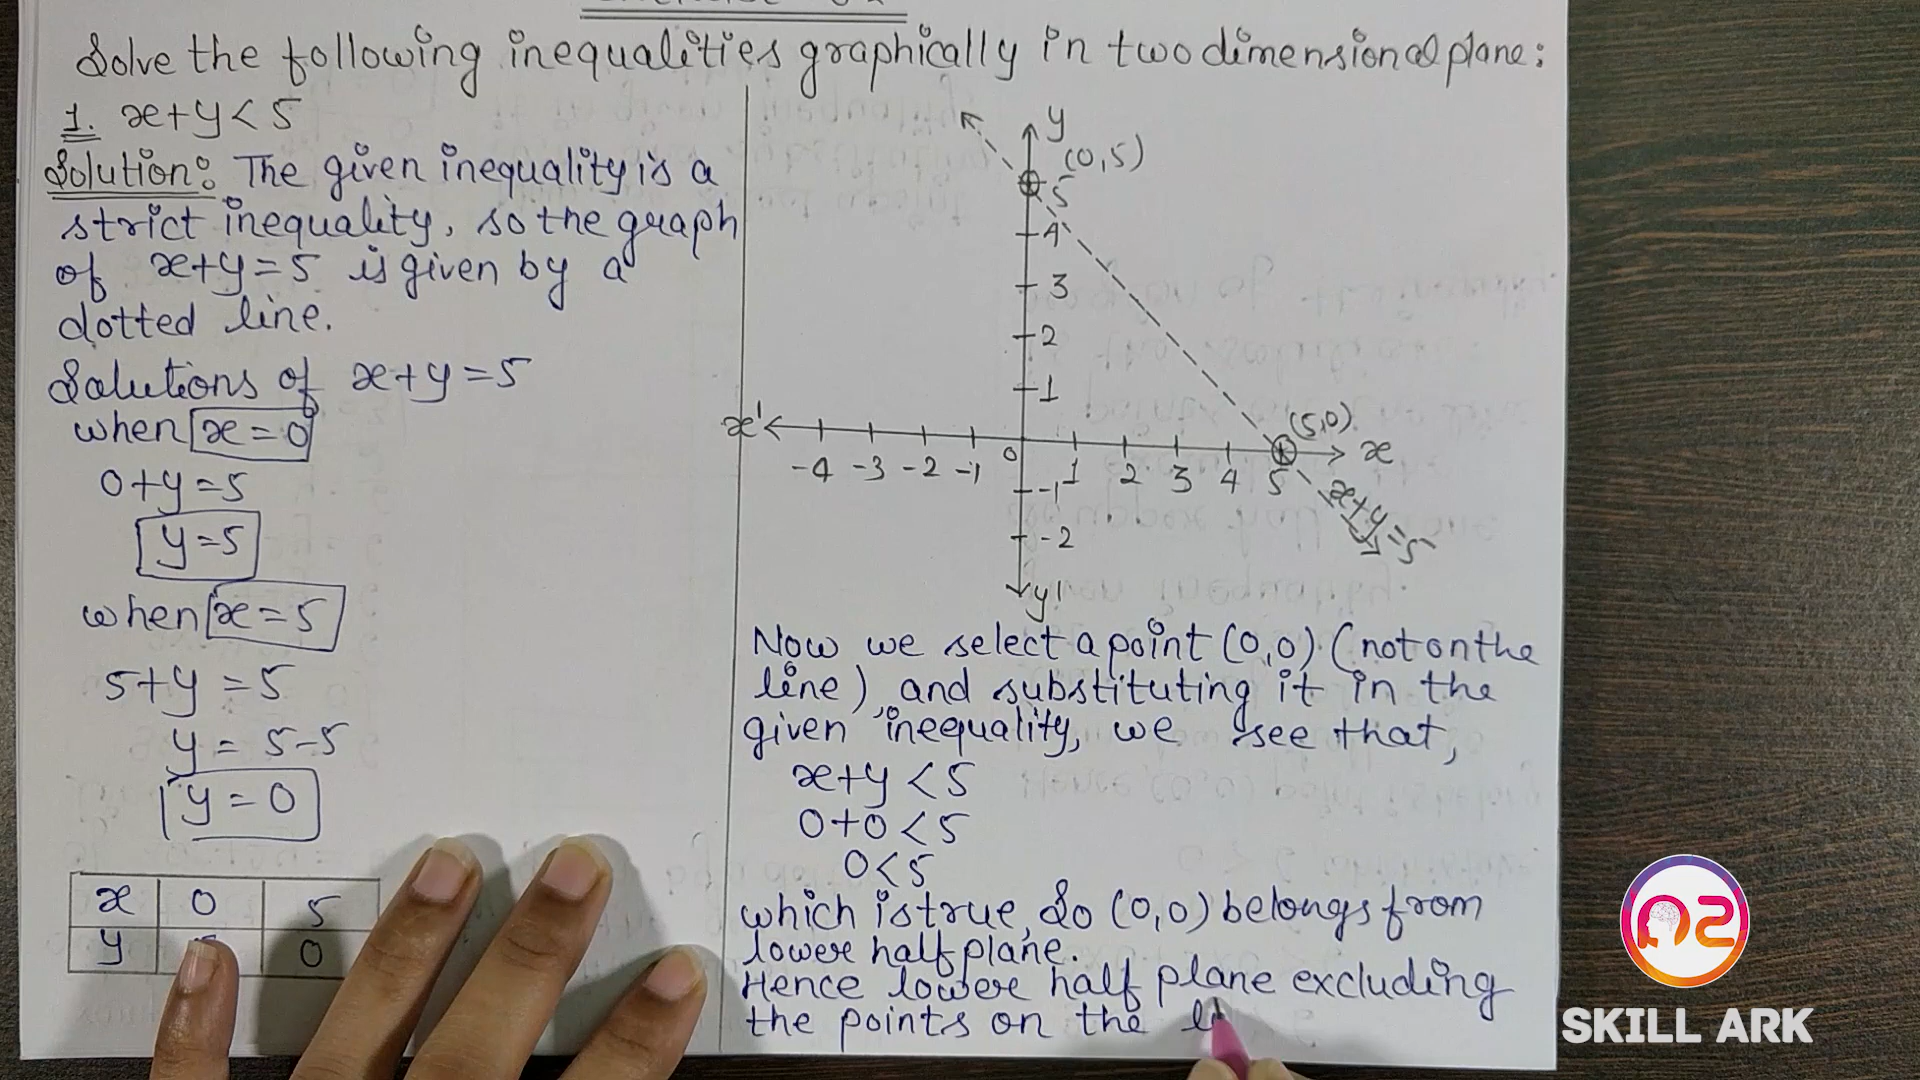 Solve the following inequalities graphically in two dimensional plane:
1. x+y<5
Solution: The given inequality is a
strict inequality, so the graph
of x+y=5 is given by a
dotted line.
Solutions of x+y=5
when x=0
0+y=5
y=5
when x=5
5+y=5
y=5-5
y=0
x 0 5
y 0
y
(0,5)
5
4
3
2
1
x' -4 -3 -2 -1 0 1 2 3 4 5 x
(5,0)
x+y=5
-1
-2
y'
Now we select a point (0,0) (not on the
line), and substituting it in the
given inequality, we see that,
x+y<5
0+0<5
0<5
which is true, So (0,0) belongs from
lower half plane.
Hence lower half plane excluding
the points on the
SKILL ARK